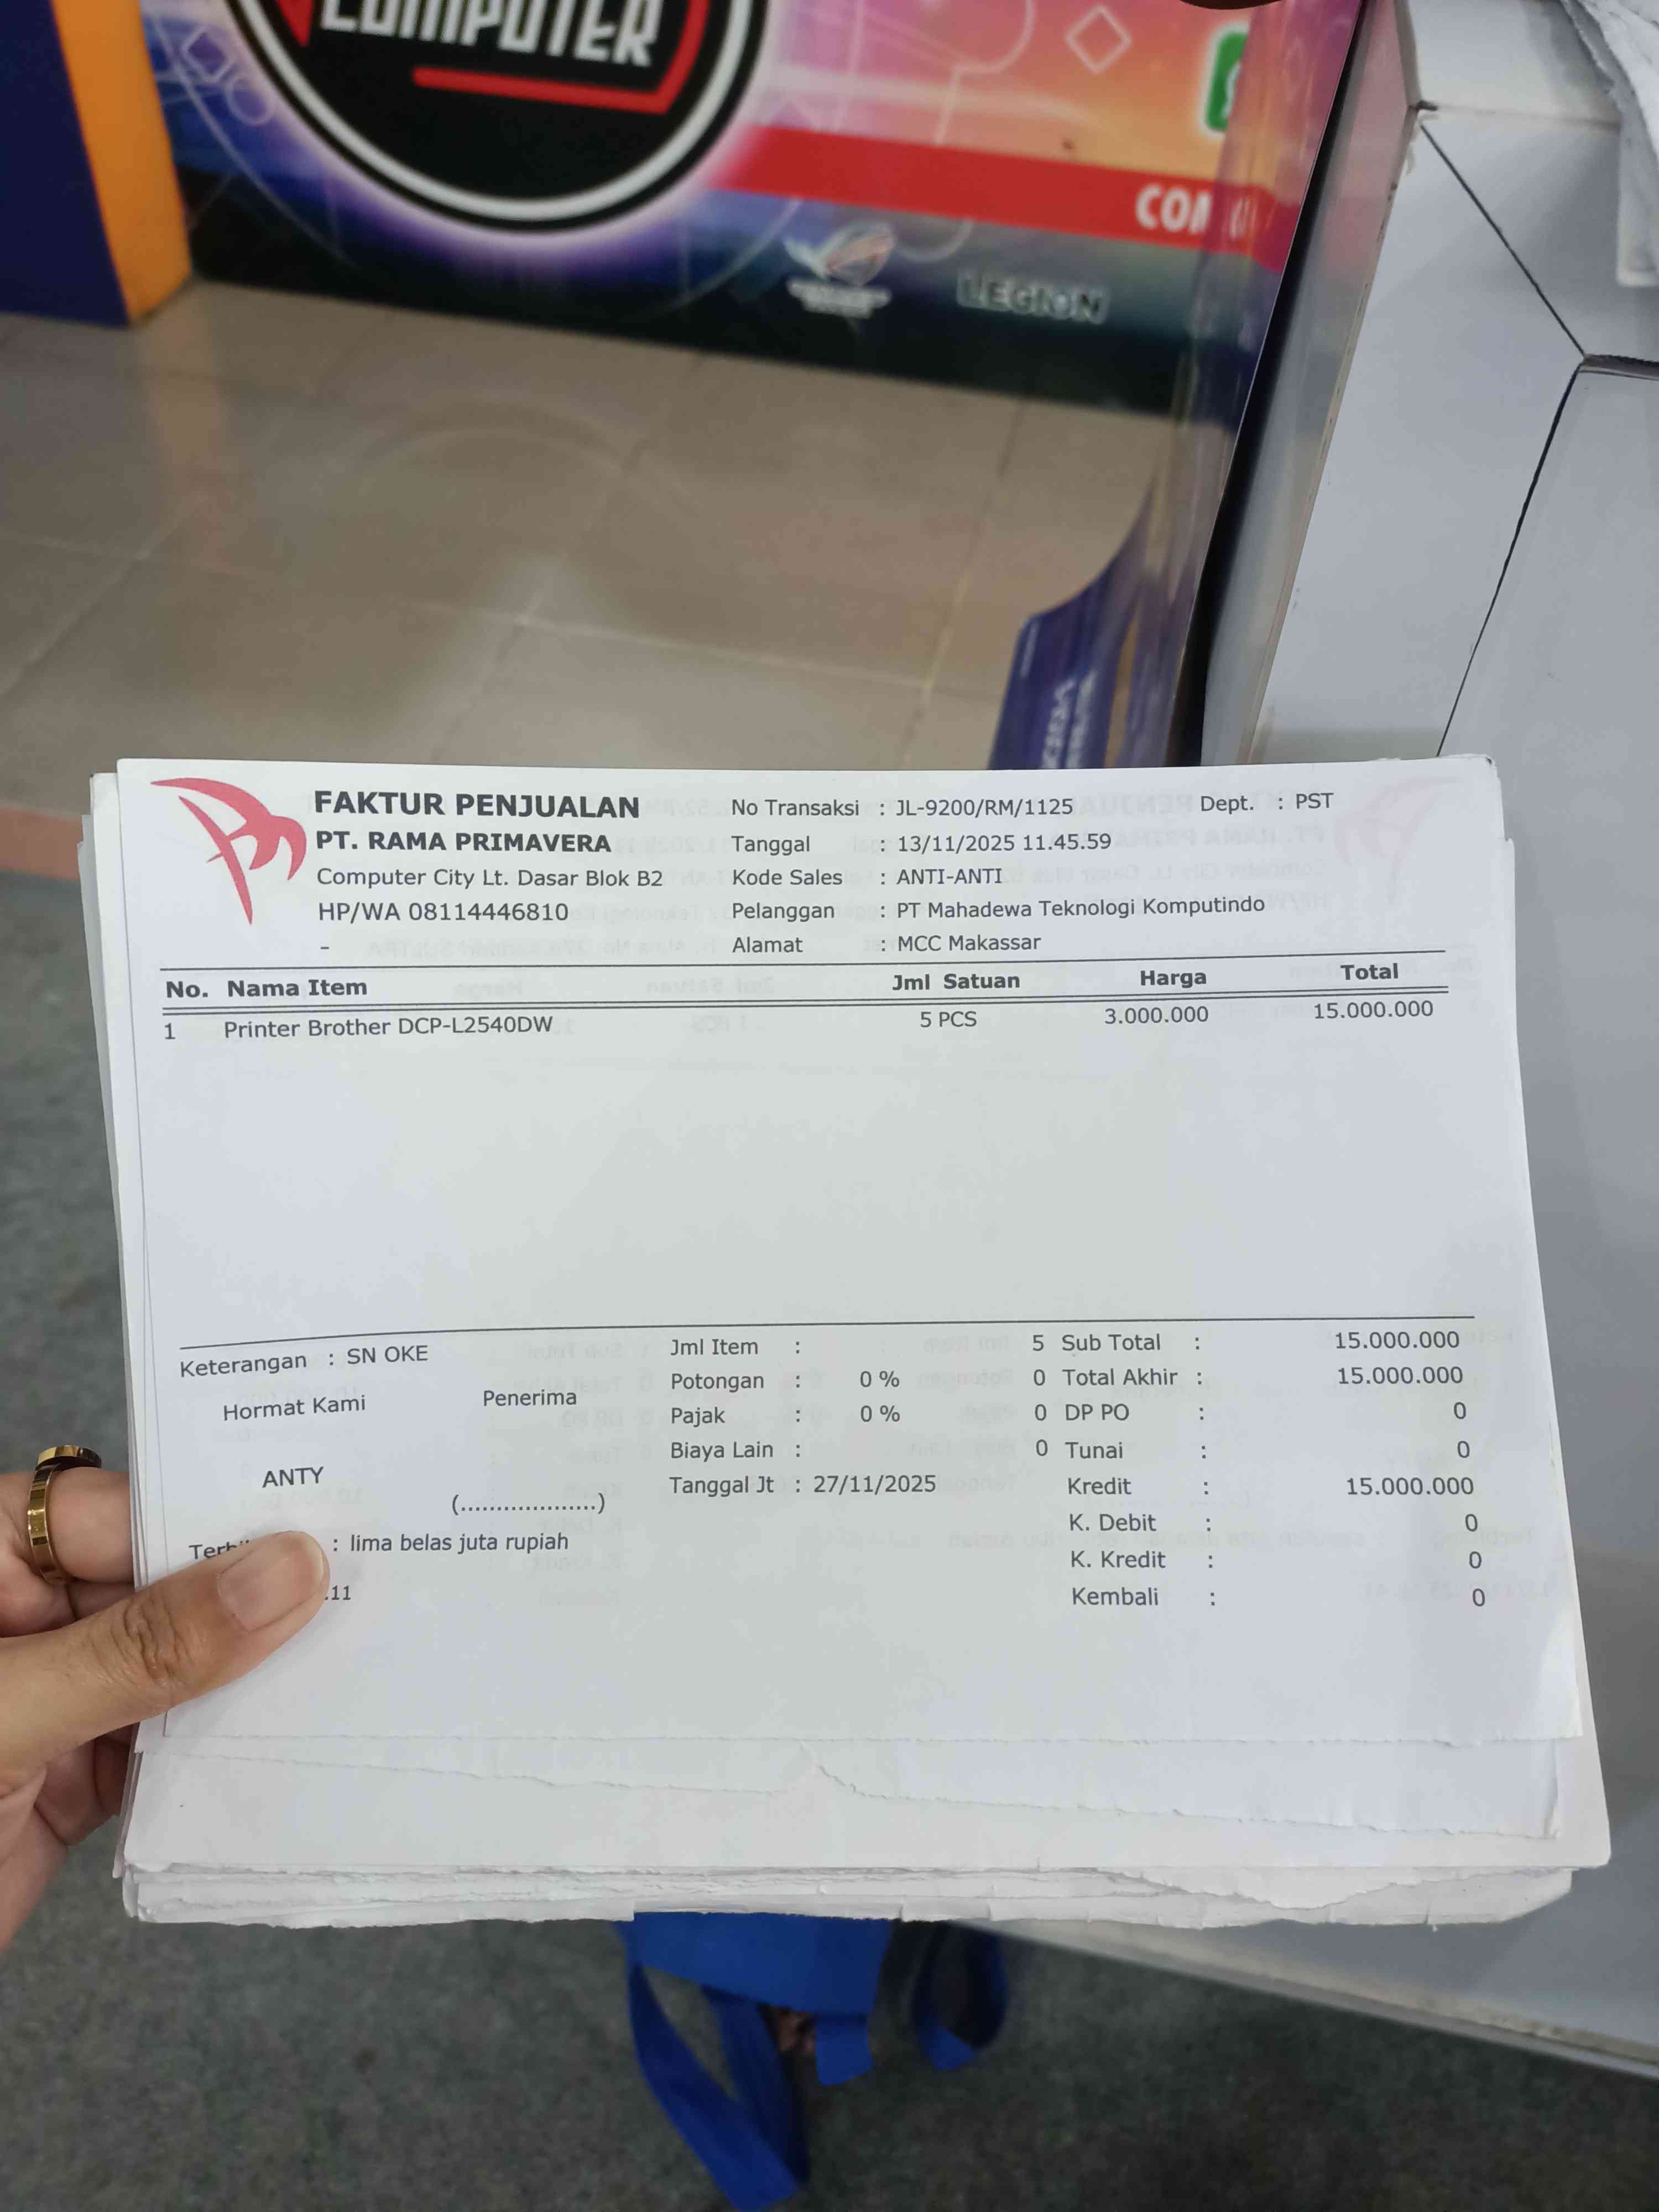 COMPUTER
LEGION
FAKTUR PENJUALAN
PT. RAMA PRIMAVERA
Computer City Lt. Dasar Blok B2
HP/WA 08114446810
-
No Transaksi : JL-9200/RM/1125 Dept. : PST
Tanggal : 13/11/2025 11.45.59
Kode Sales : ANTI-ANTI
Pelanggan : PT Mahadewa Teknologi Komputindo
Alamat : MCC Makassar
No. Nama Item Jml Satuan Harga Total
1 Printer Brother DCP-L2540DW 5 PCS 3.000.000 15.000.000
Keterangan : SN OKE
Hormat Kami Penerima
ANTY
(...................)
: lima belas juta rupiah
.11
Jml Item : 5
Potongan : 0 % 0
Pajak : 0 % 0
Biaya Lain : 0
Tanggal Jt : 27/11/2025
Sub Total : 15.000.000
Total Akhir : 15.000.000
DP PO : 0
Tunai : 0
Kredit : 15.000.000
K. Debit : 0
K. Kredit : 0
Kembali : 0